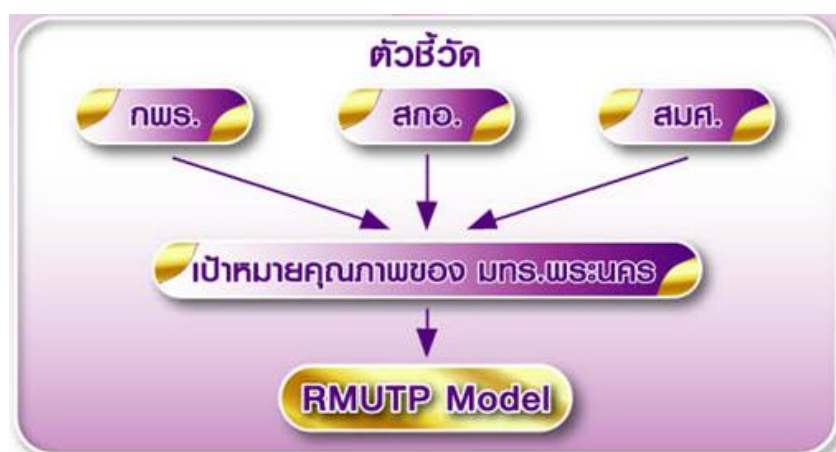 ตัวชี้วัด
กพร. สกอ. สมศ.
เป้าหมายคุณภาพของ มทร.พระนคร
RMUTP Model